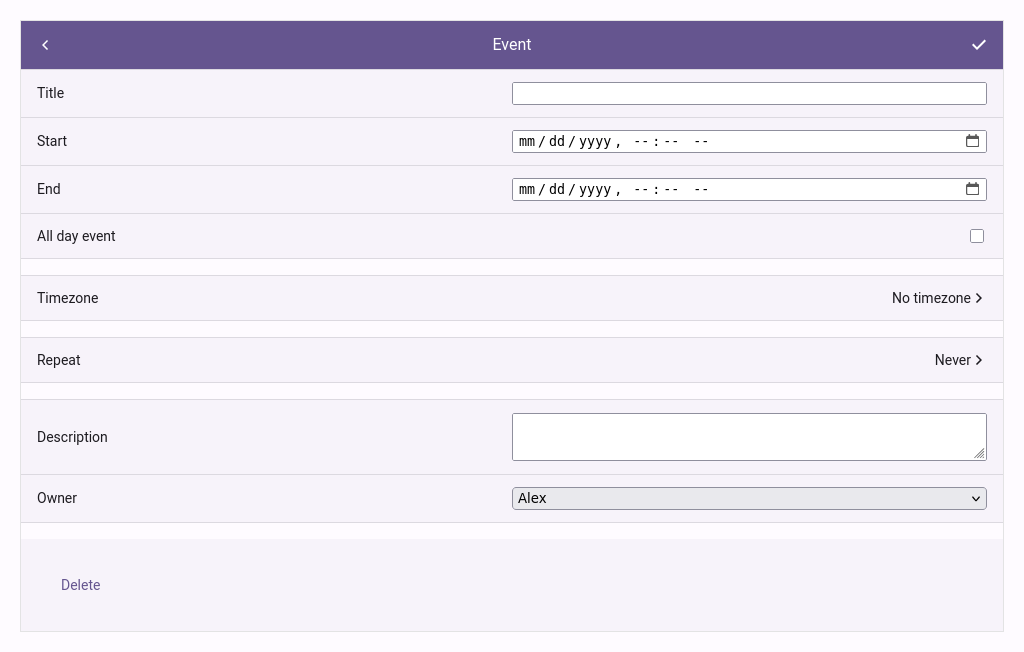 Event
Title
Start mm/dd/yyyy, --:-- --
End mm/dd/yyyy, --:-- --
All day event
Timezone No timezone
Repeat Never
Description
Owner Alex
Delete